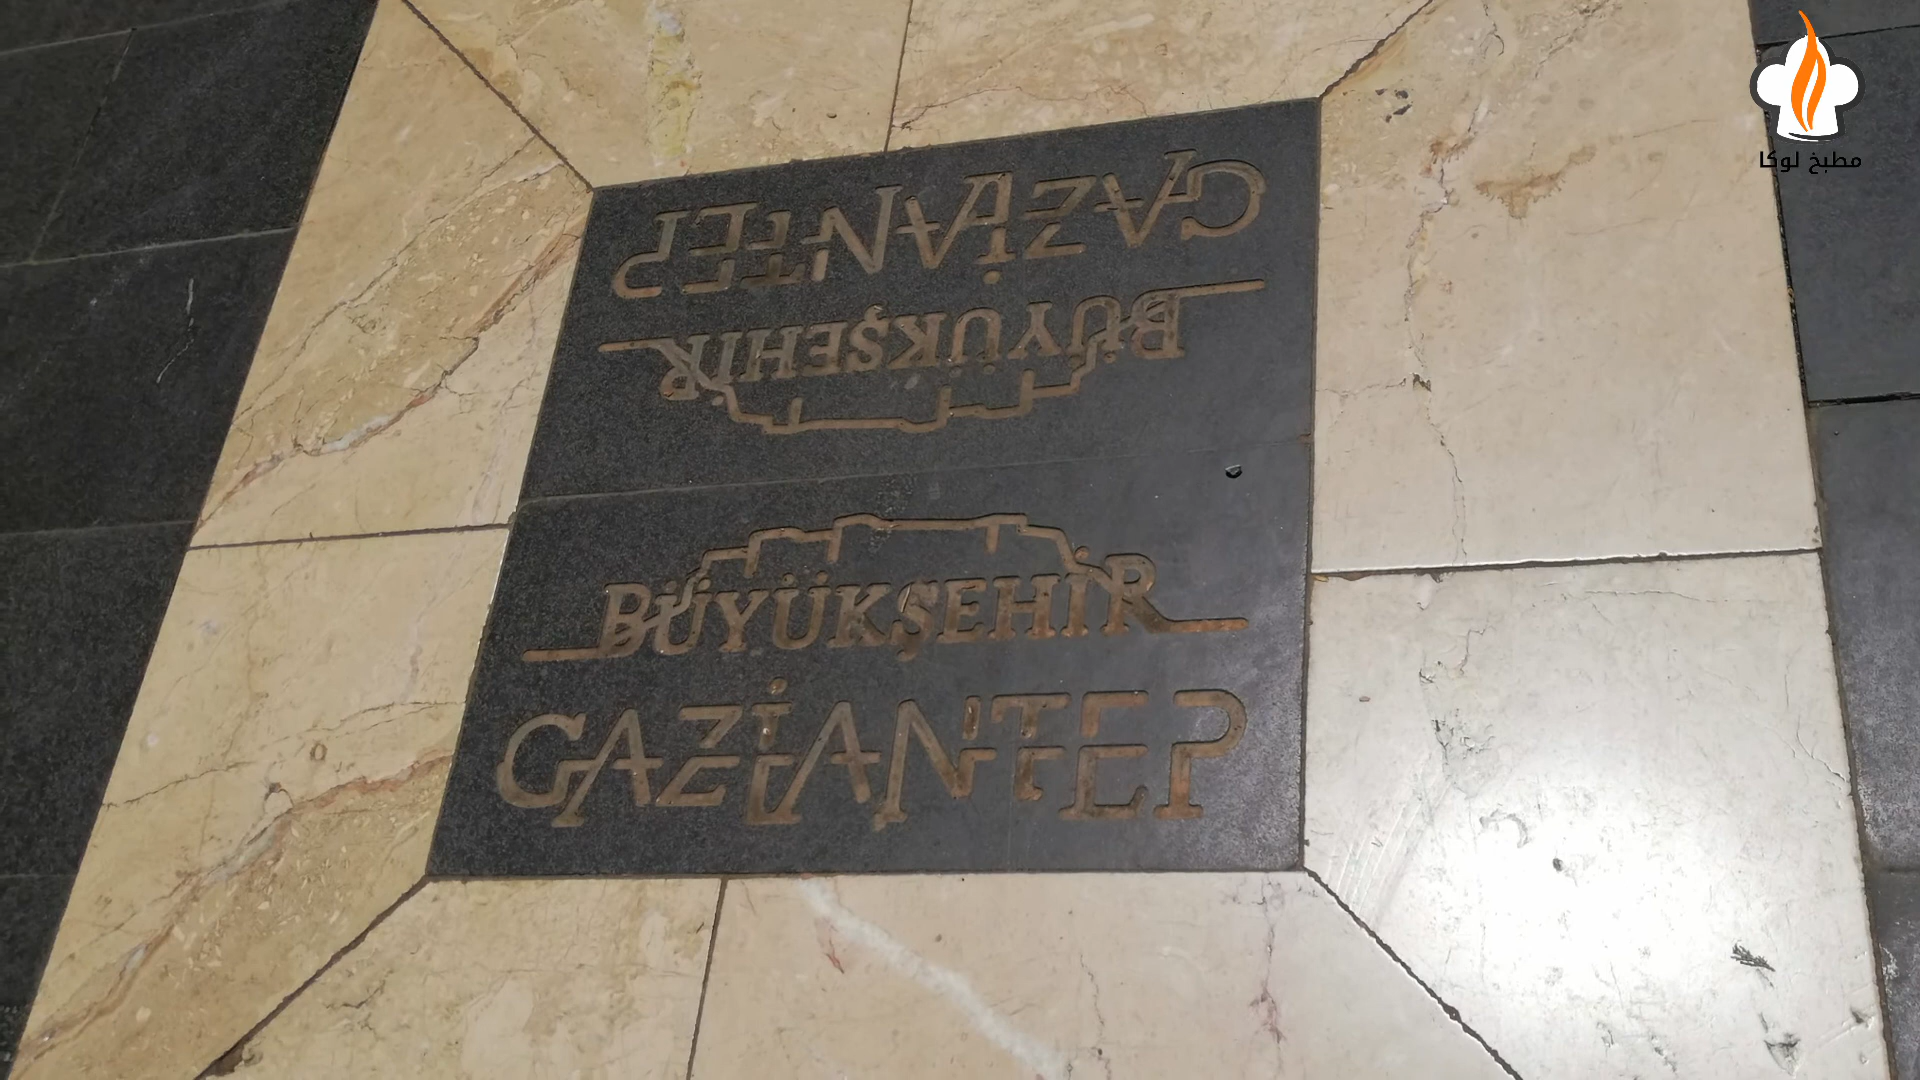 مطبخ لوكا
GAZİANTEP
BÜYÜKŞEHİR
BÜYÜKŞEHİR
GAZİANTEP